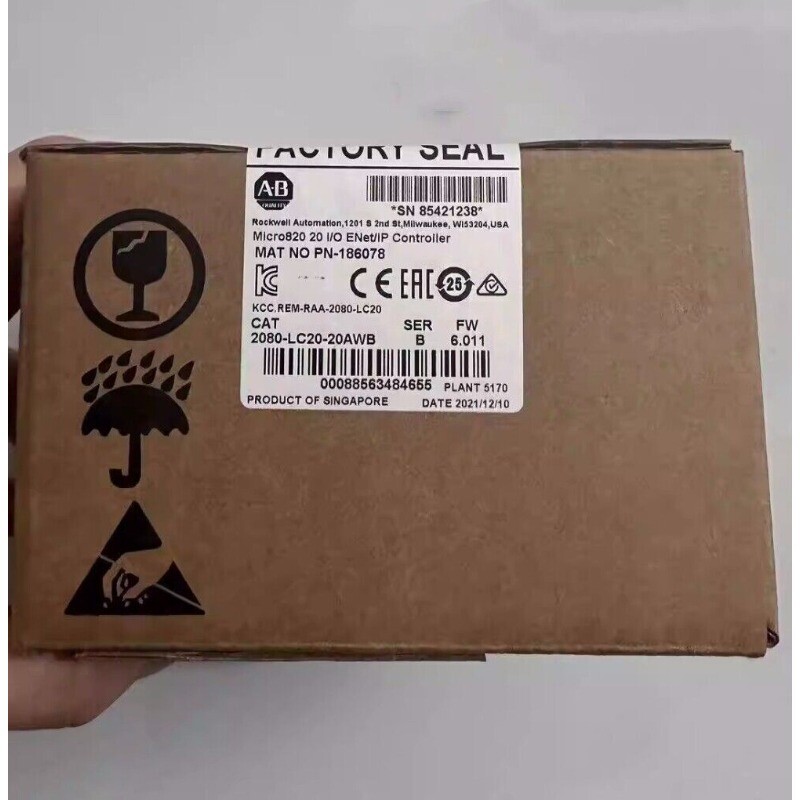 FACTORY SEAL
A·B
QUALITY
*SN 85421238*
Rockwell Automation,1201 S 2nd St,Milwaukee, WI53204,USA
Micro820 20 I/O ENet/IP Controller
MAT NO PN-186078
CE EAC 25
KCC,REM-RAA-2080-LC20
CAT SER FW
2080-LC20-20AWB B 6.011
00088563484655 PLANT 5170
PRODUCT OF SINGAPORE DATE 2021/12/10